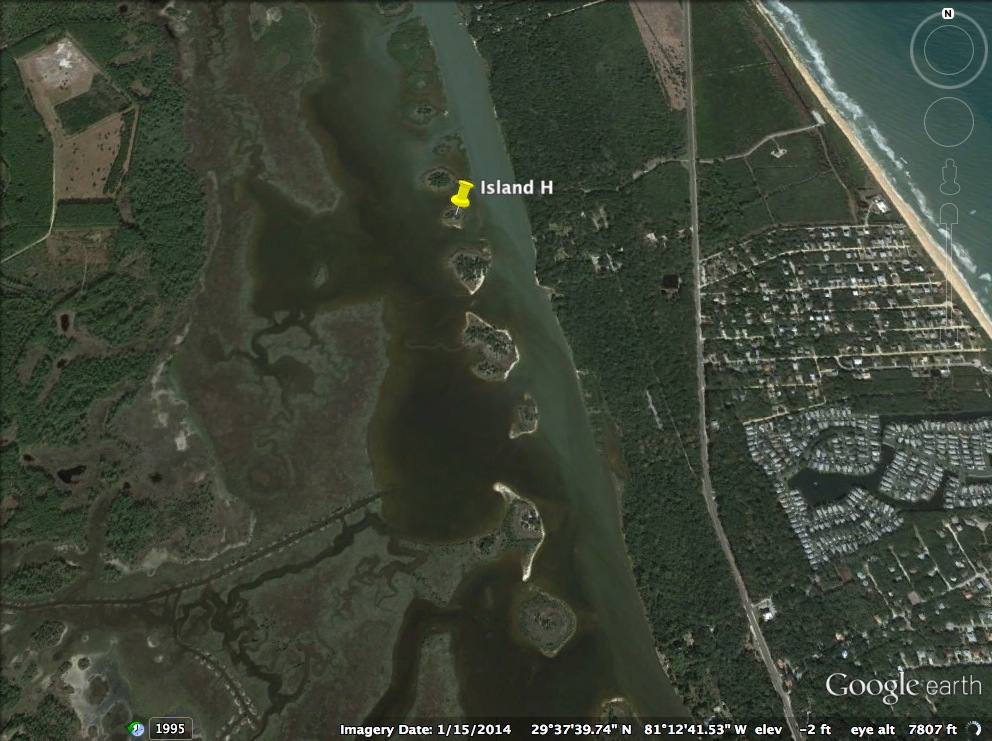 N
Island H
Google earth
1995
Imagery Date: 1/15/2014 29°37'39.74" N 81°12'41.53" W elev -2 ft eye alt 7807 ft